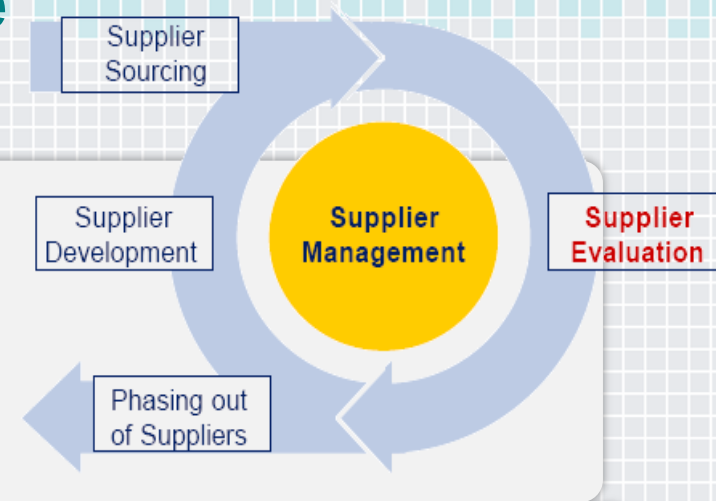 e
Supplier
Sourcing
Supplier
Development
Supplier
Management
Supplier
Evaluation
Phasing out
of Suppliers